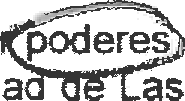 poderes
ad de Las